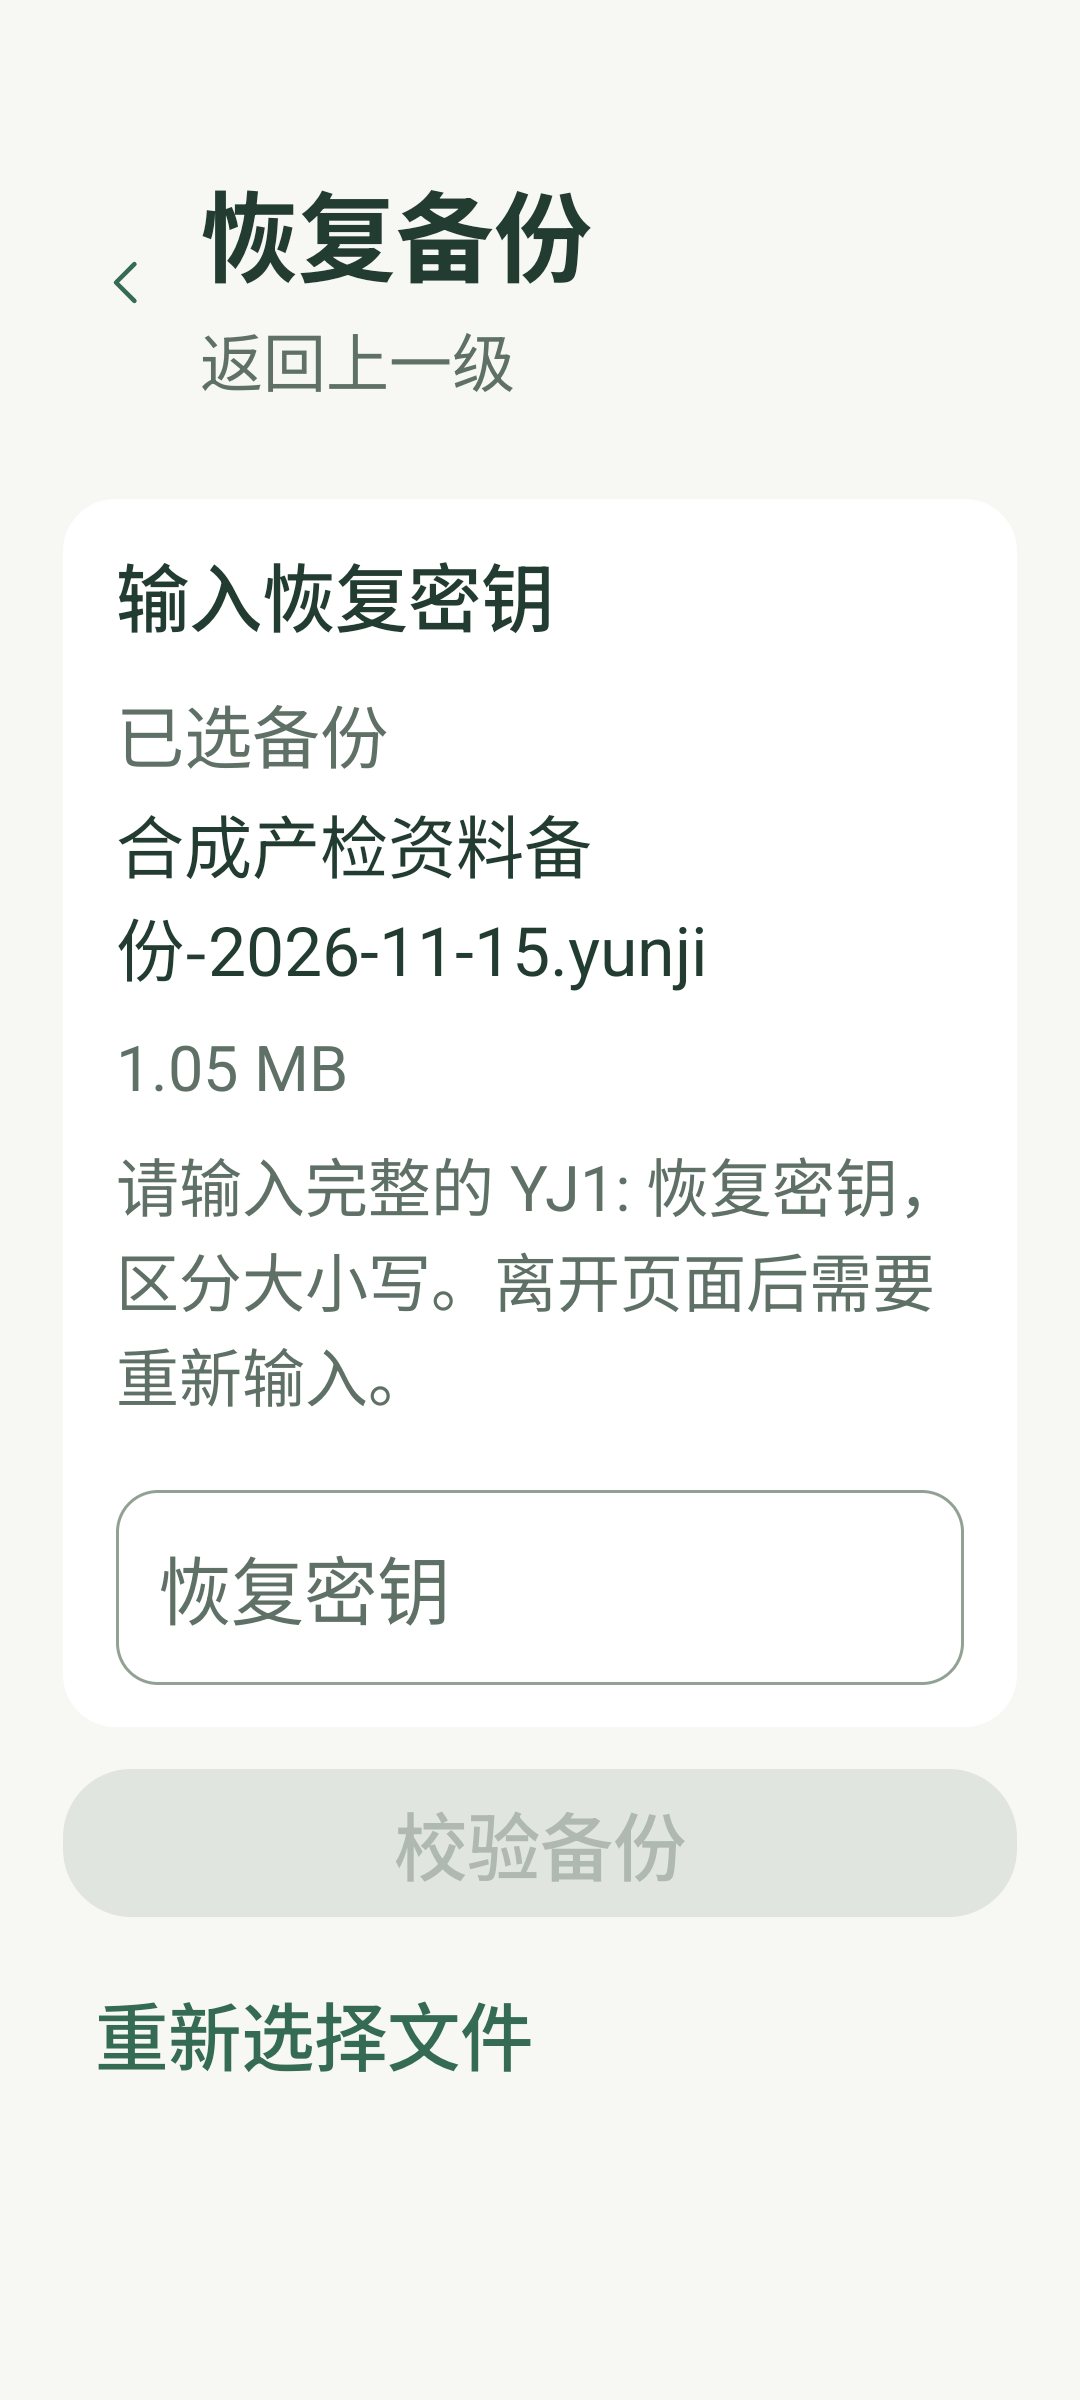 恢复备份
返回上一级
输入恢复密钥
已选备份
合成产检资料备
份-2026-11-15.yunji
1.05 MB
请输入完整的 YJ1: 恢复密钥，
区分大小写。离开页面后需要
重新输入。
恢复密钥
校验备份
重新选择文件